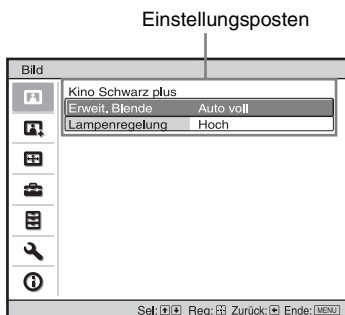 Einstellungsposten
Bild
Kino Schwarz plus
Erweit. Blende Auto voll
Lampenregelung Hoch
Sel: Reg: Zurück: Ende: MENU